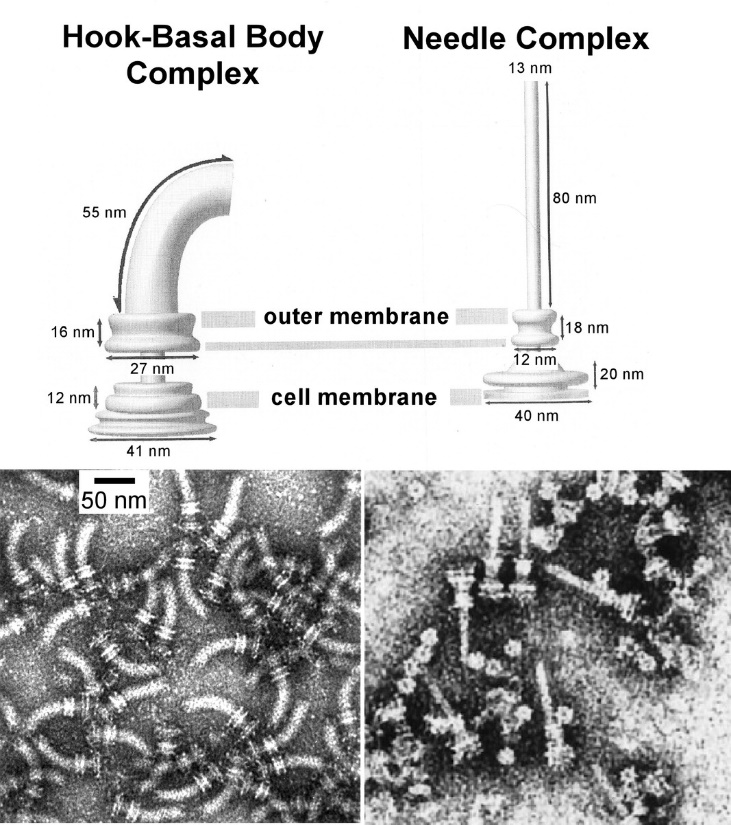 Hook-Basal Body
Complex
Needle Complex
13 nm
55 nm
80 nm
outer membrane
16 nm
18 nm
27 nm
12 nm
20 nm
12 nm
cell membrane
40 nm
41 nm
50 nm